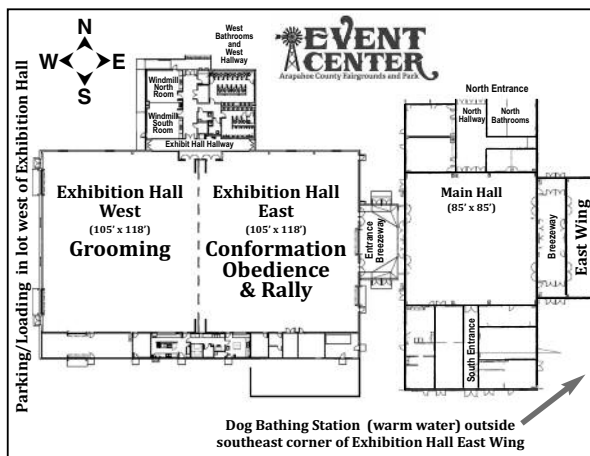 N
W E
S
West
Bathrooms
and
West
Hallway
EVENT
CENTER
Arapahoe County Fairgrounds and Park
Windmill
North
Room
Windmill
South
Room
Exhibit Hall Hallway
North Entrance
North
Hallway
North
Bathrooms
Parking/Loading in lot west of Exhibition Hall
Exhibition Hall
West
(105' x 118')
Grooming
Exhibition Hall
East
(105' x 118')
Conformation
Obedience
& Rally
Entrance
Breezeway
Main Hall
(85' x 85')
Breezeway
East Wing
South Entrance
Dog Bathing Station (warm water) outside
southeast corner of Exhibition Hall East Wing